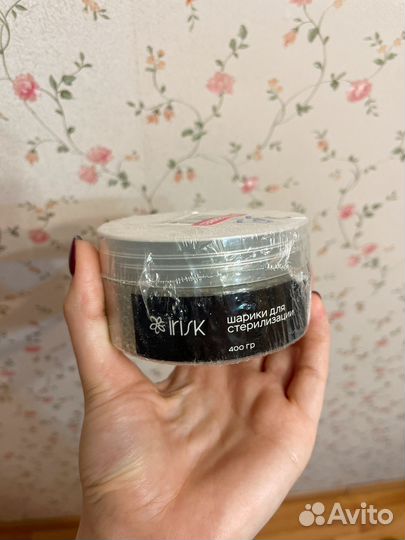 irisk
шарики для
стерилизации
400 гр
Avito